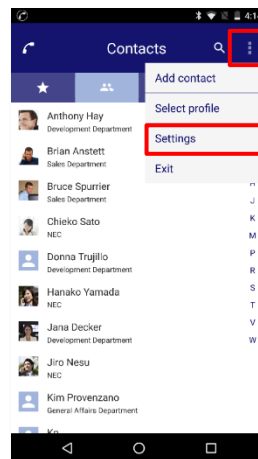 4:14
Contacts
Add contact
Select profile
Settings
Exit
Anthony Hay
Development Department
Brian Anstett
Sales Department
Bruce Spurrier
Sales Department
Chieko Sato
NEC
Donna Trujillo
Development Department
Hanako Yamada
NEC
Jana Decker
Development Department
Jiro Nesu
NEC
Kim Provenzano
General Affairs Department
H
J
K
M
P
R
S
T
V
W